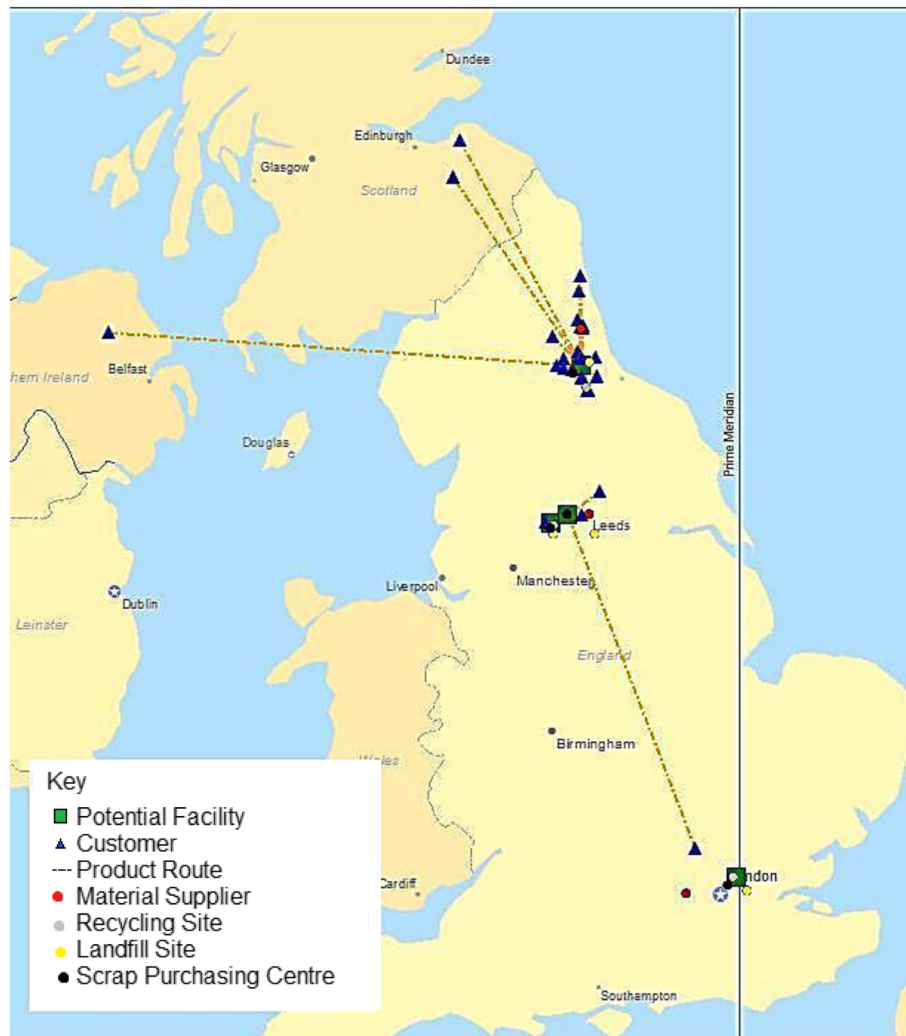 Dundee
Edinburgh
Glasgow
Scotland
Belfast
hern Ireland
Douglas
Prime Meridian
Leeds
Liverpool
Manchester
Dublin
Leinster
England
Birmingham
Wales
Key
Potential Facility
Customer
Product Route
Material Supplier
Recycling Site
Landfill Site
Scrap Purchasing Centre
Cardiff
ndon
Southampton